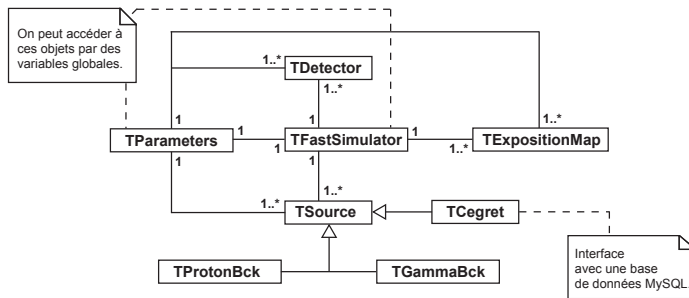 On peut accéder à
ces objets par des
variables globales.
1..*
TDetector
1..*
1
1
1..*
TParameters
1
1
TFastSimulator
1
1..*
TExpositionMap
1
1
1..*
1..*
TSource
TCegret
TProtonBck
TGammaBck
Interface
avec une base
de données MySQL.